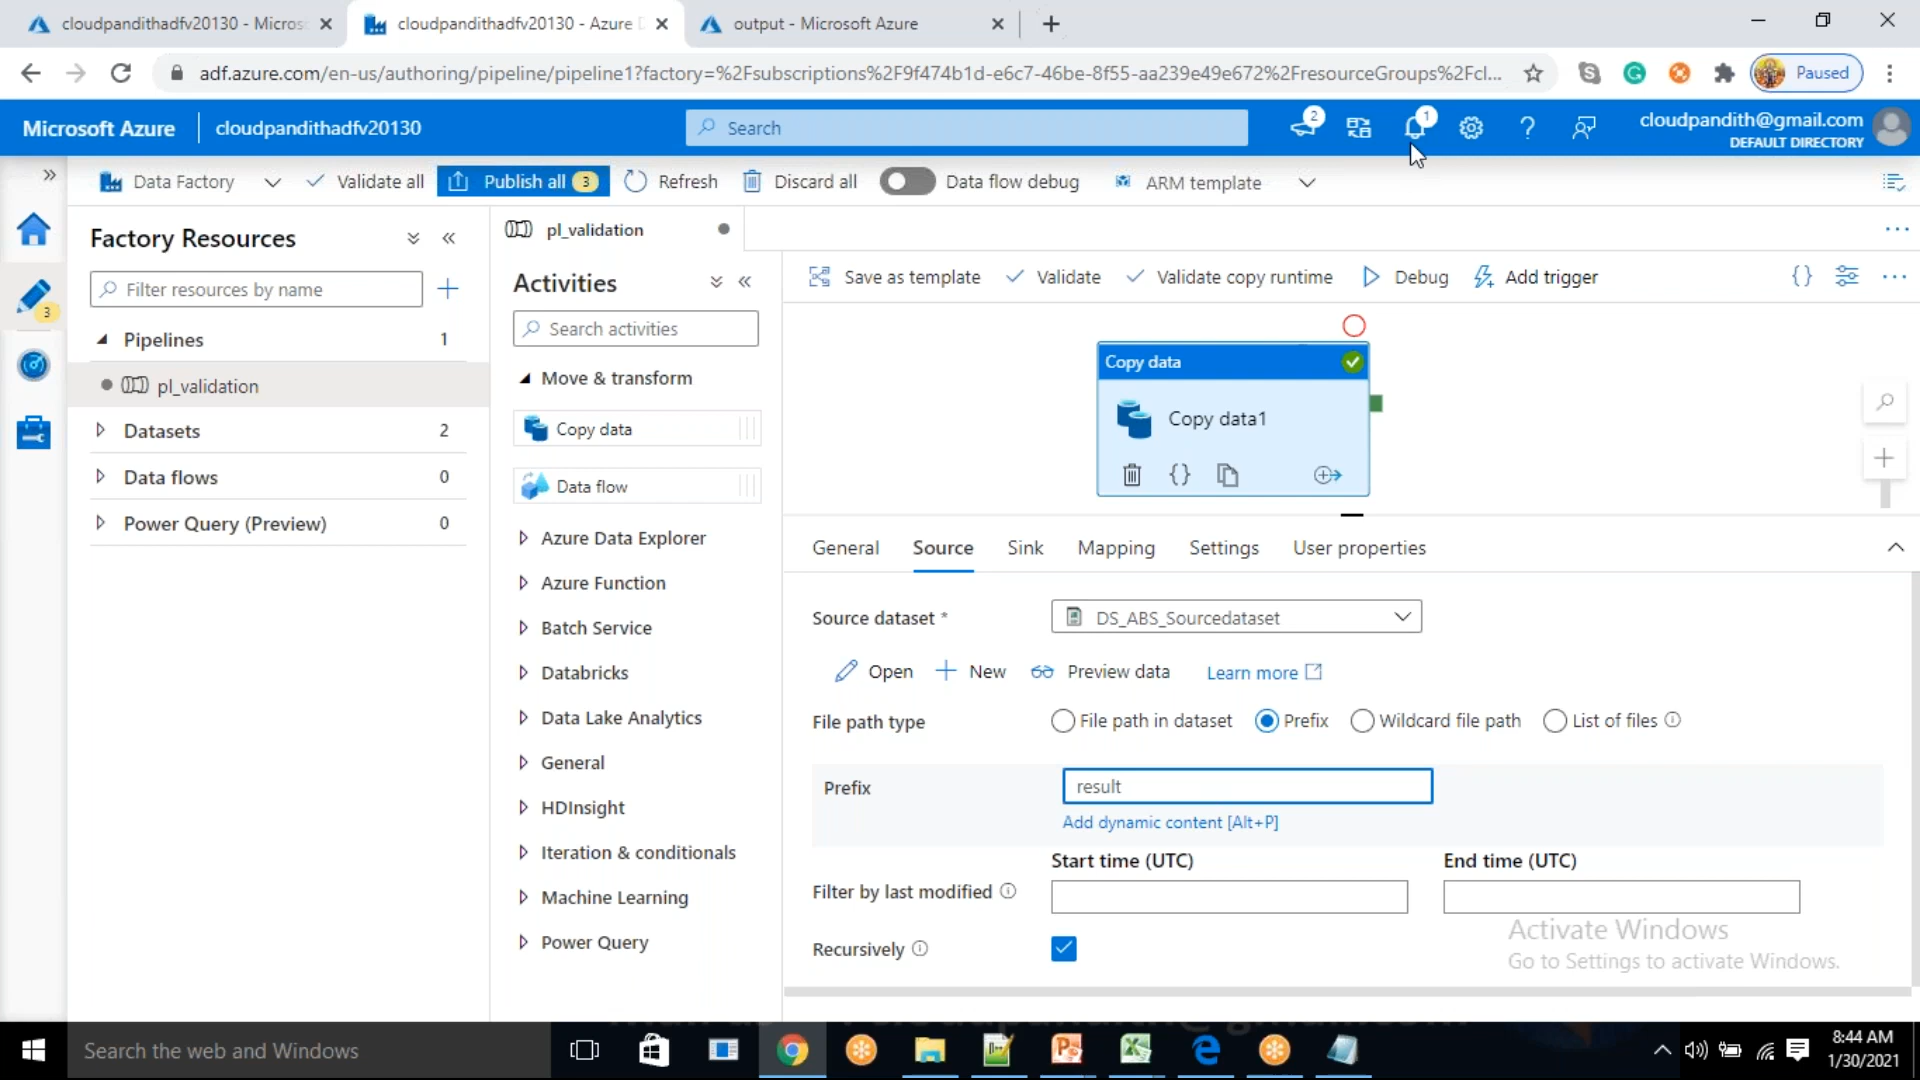 cloudpandithadfv20130 - Micros
cloudpandithadfv20130 - Azure D
output - Microsoft Azure
adf.azure.com/en-us/authoring/pipeline/pipeline1?factory=%2Fsubscriptions%2F9f474b1d-e6c7-46be-8f55-aa239e49e672%2FresourceGroups%2Fcl...
Paused
Microsoft Azure
cloudpandithadfv20130
Search
2
1
cloudpandith@gmail.com
DEFAULT DIRECTORY
Data Factory
Validate all
Publish all 3
Refresh
Discard all
Data flow debug
ARM template
3
Factory Resources
Filter resources by name
Pipelines 1
pl_validation
Datasets 2
Data flows 0
Power Query (Preview) 0
pl_validation
Activities
Search activities
Move & transform
Copy data
Data flow
Azure Data Explorer
Azure Function
Batch Service
Databricks
Data Lake Analytics
General
HDInsight
Iteration & conditionals
Machine Learning
Power Query
Save as template
Validate
Validate copy runtime
Debug
Add trigger
Copy data
Copy data1
General
Source
Sink
Mapping
Settings
User properties
Source dataset *
DS_ABS_Sourcedataset
Open
New
Preview data
Learn more
File path type
File path in dataset
Prefix
Wildcard file path
List of files
Prefix
result
Add dynamic content [Alt+P]
Start time (UTC)
End time (UTC)
Filter by last modified
Recursively
Activate Windows
Go to Settings to activate Windows.
Search the web and Windows
8:44 AM
1/30/2021